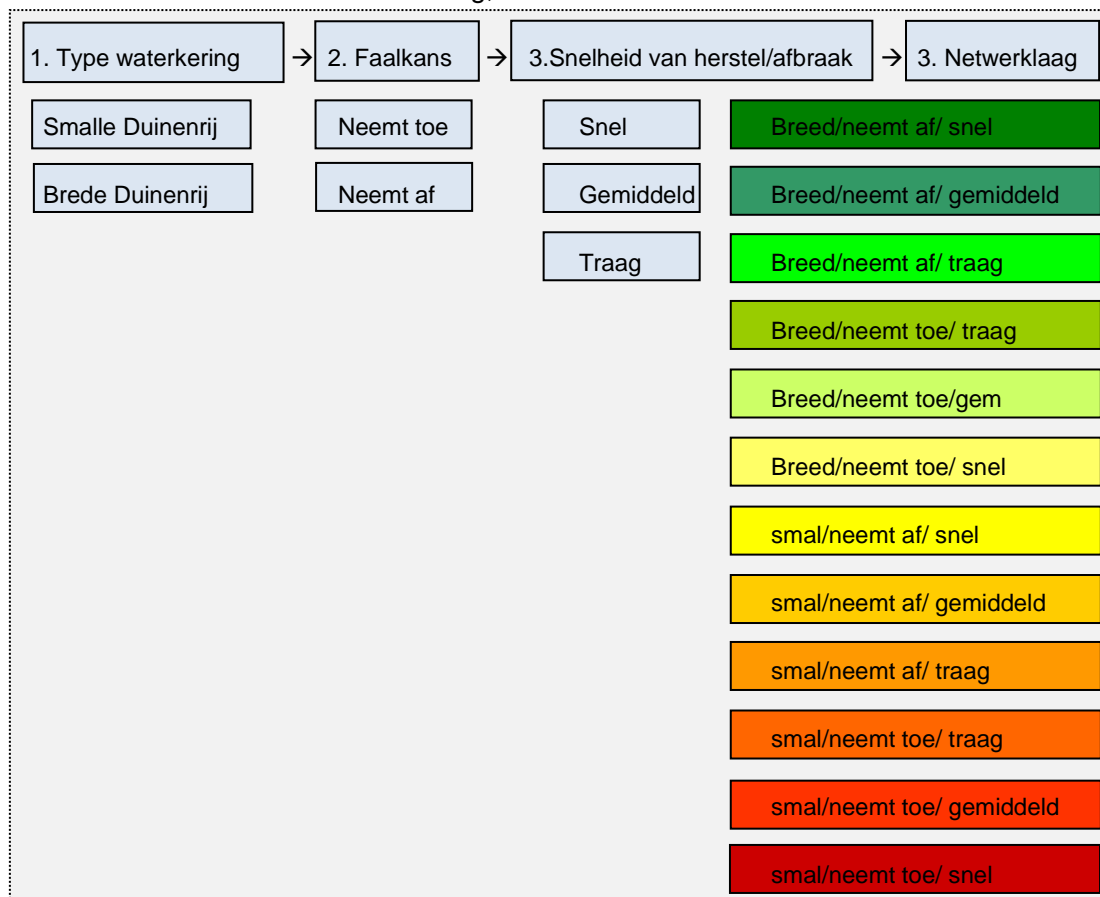 1. Type waterkering → 2. Faalkans → 3.Snelheid van herstel/afbraak → 3. Netwerklaag
Smalle Duinenrij Neemt toe Snel Breed/neemt af/ snel
Brede Duinenrij Neemt af Gemiddeld Breed/neemt af/ gemiddeld
Traag Breed/neemt af/ traag
Breed/neemt toe/ traag
Breed/neemt toe/gem
Breed/neemt toe/ snel
smal/neemt af/ snel
smal/neemt af/ gemiddeld
smal/neemt af/ traag
smal/neemt toe/ traag
smal/neemt toe/ gemiddeld
smal/neemt toe/ snel